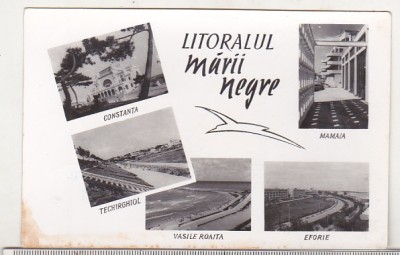 LITORALUL
mării
negre
CONSTANTA
MAMAIA
TECHIRGHIOL
VASILE ROAITA
EFORIE